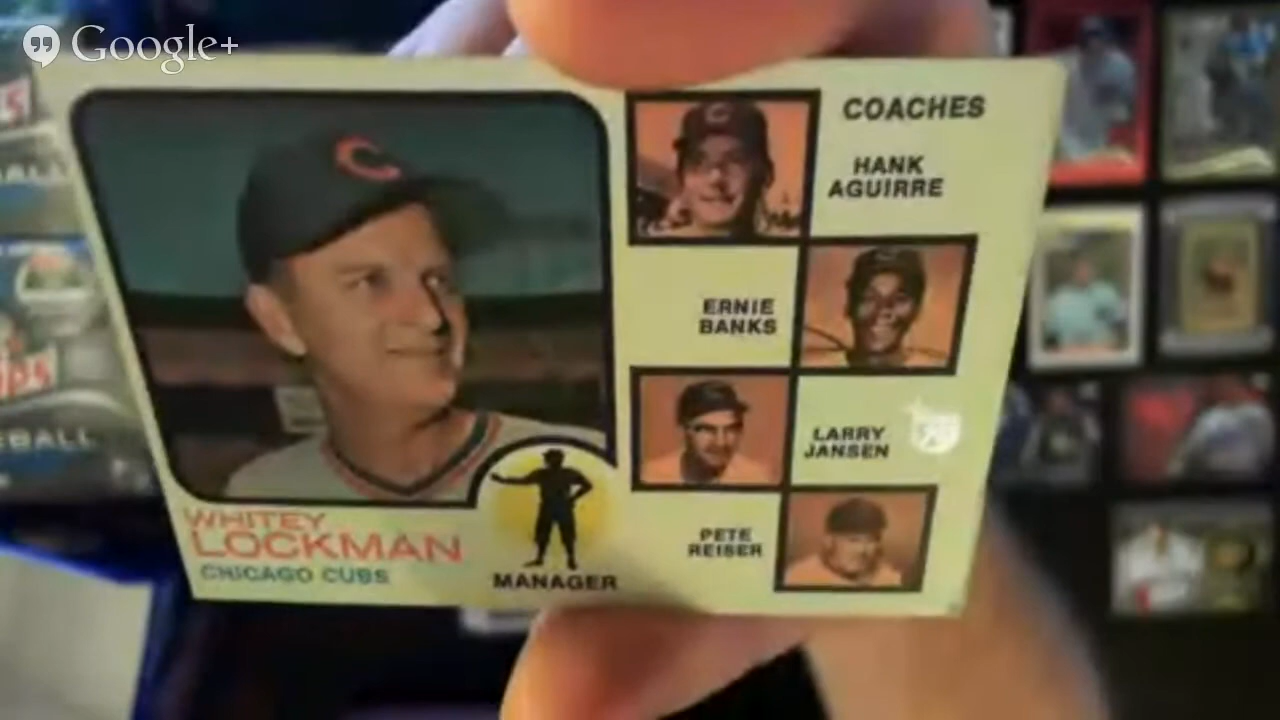 Google+
COACHES
HANK
AGUIRRE
ERNIE
BANKS
LARRY
JANSEN
PETE
REISER
C
WHITEY
LOCKMAN
CHICAGO CUBS
MANAGER